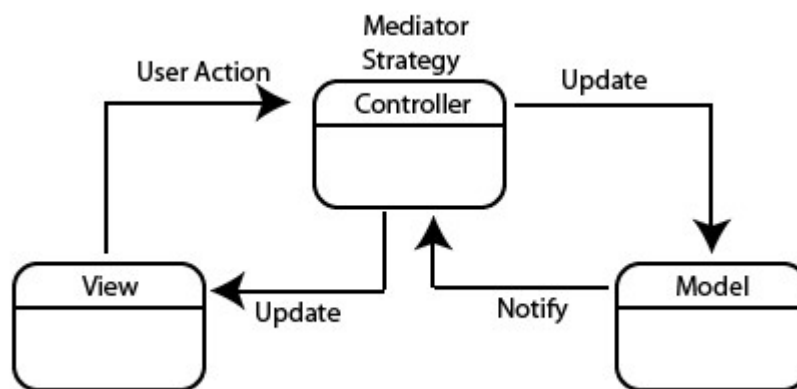 Mediator
Strategy
User Action
Controller
Update
View
Update
Notify
Model